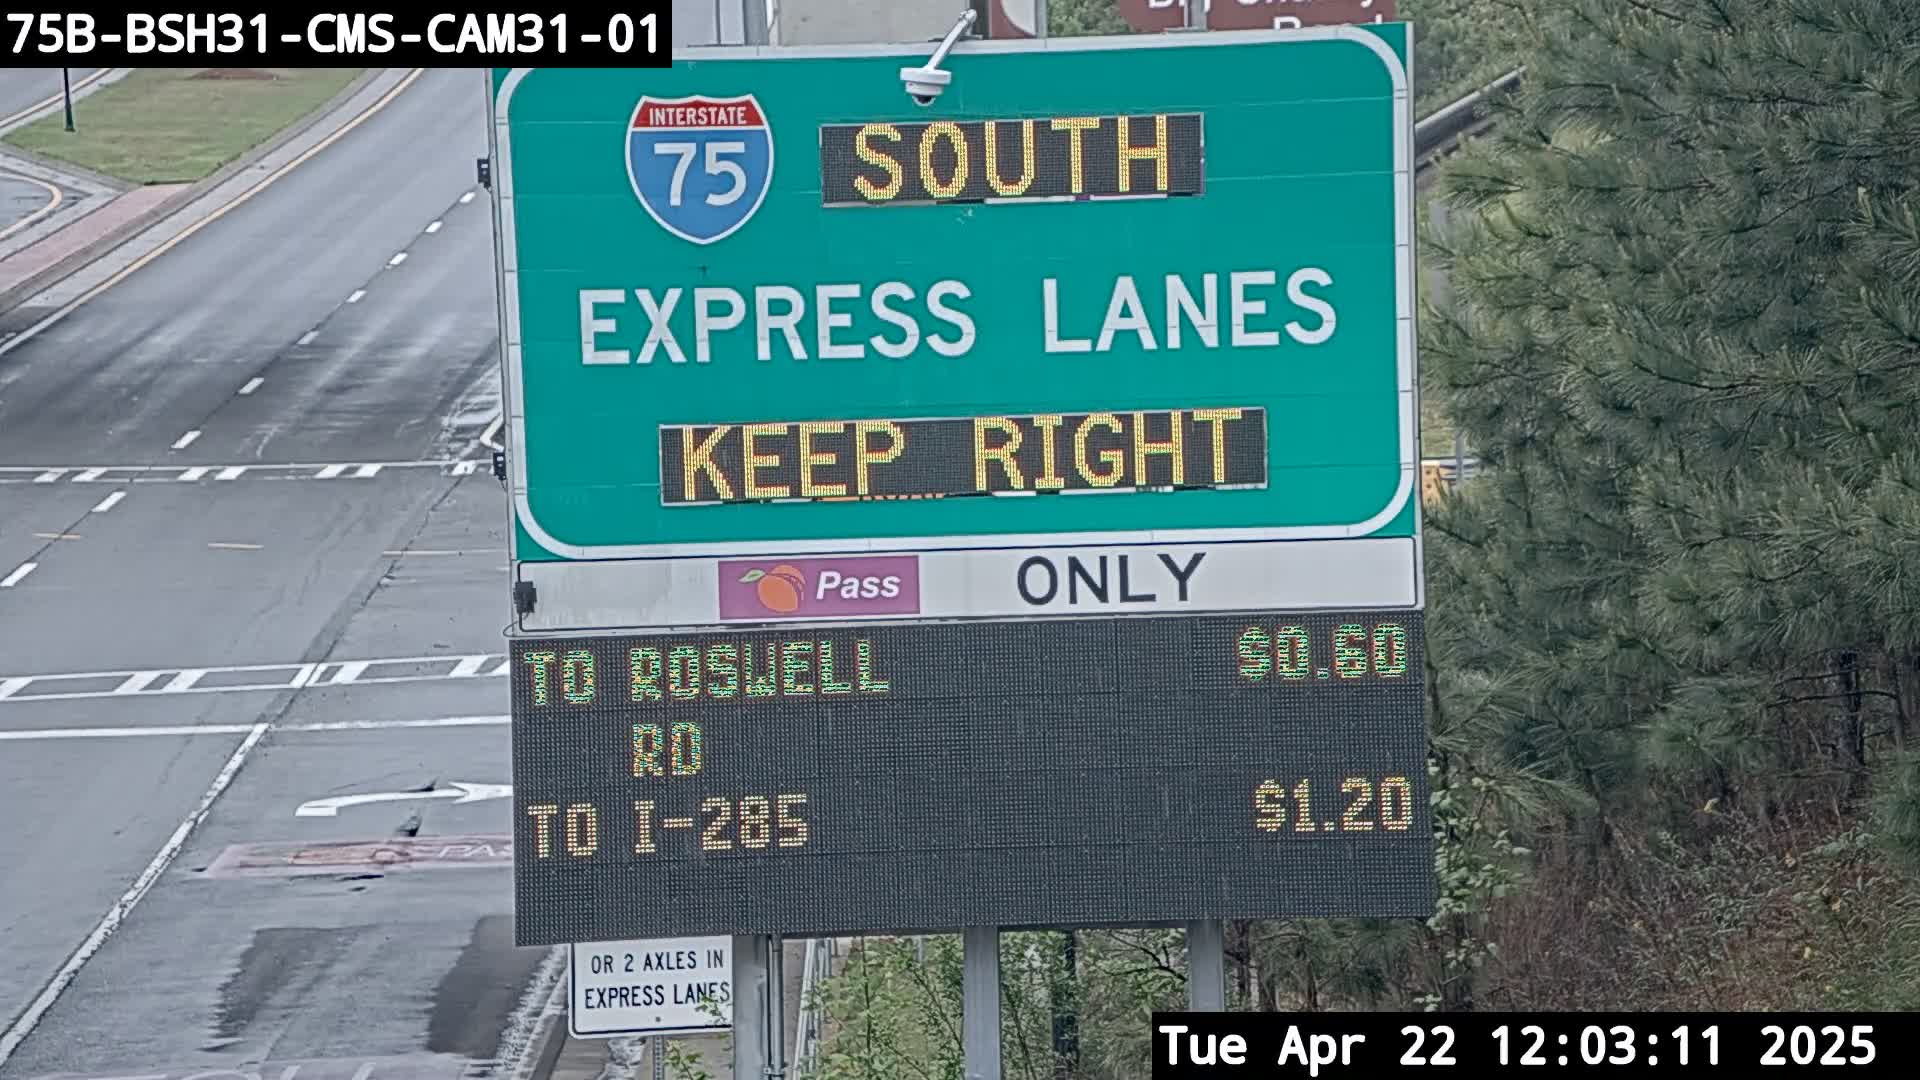 75B-BSH31-CMS-CAM31-01
INTERSTATE
75
SOUTH
EXPRESS LANES
KEEP RIGHT
Pass
ONLY
TO ROSWELL $0.60
RD
TO I-285 $1.20
OR 2 AXLES IN
EXPRESS LANES
Tue Apr 22 12:03:11 2025